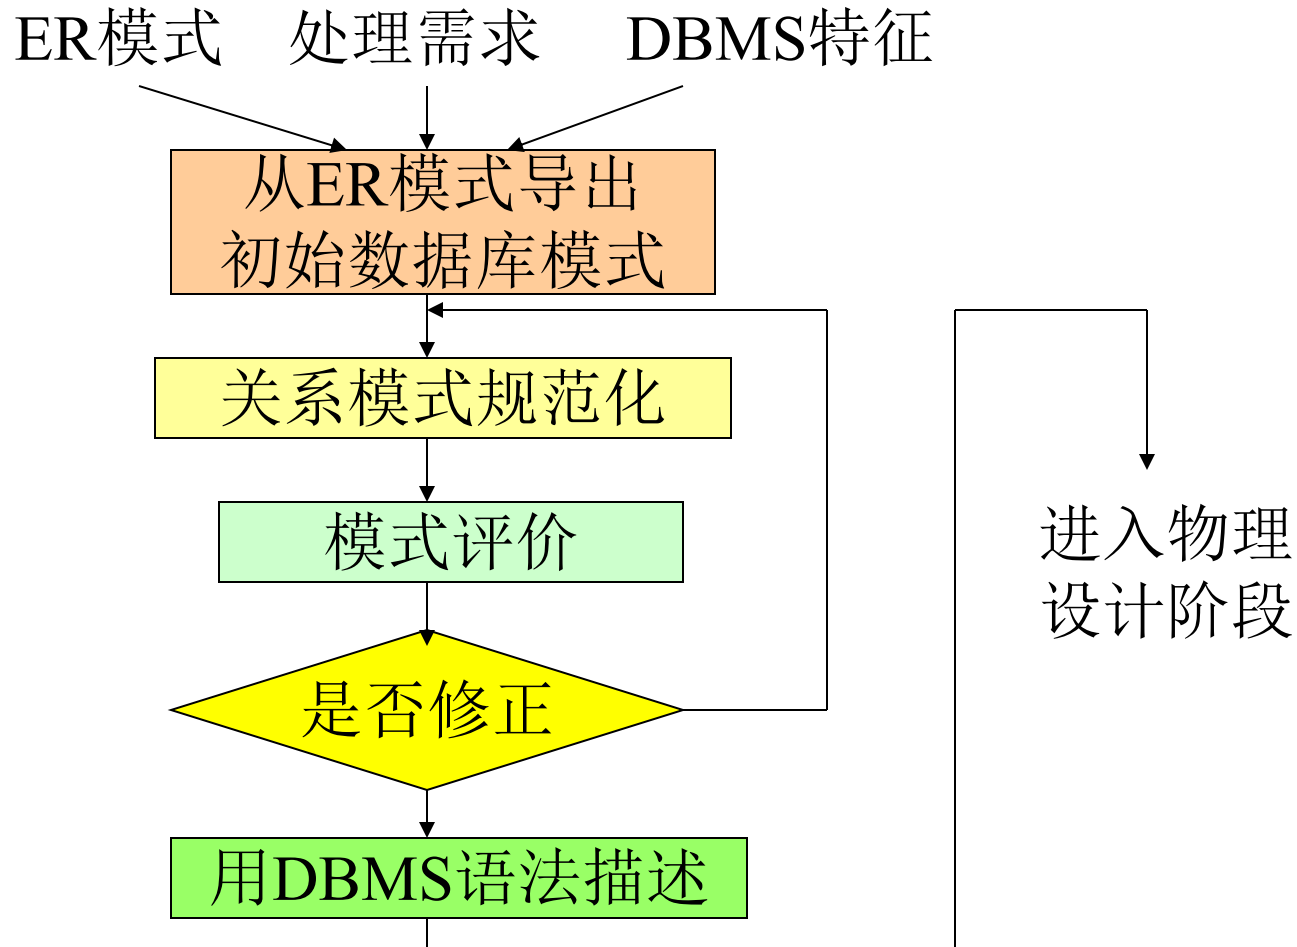 ER模式 处理需求 DBMS特征
从ER模式导出
初始数据库模式
关系模式规范化
模式评价
进入物理
设计阶段
是否修正
用DBMS语法描述